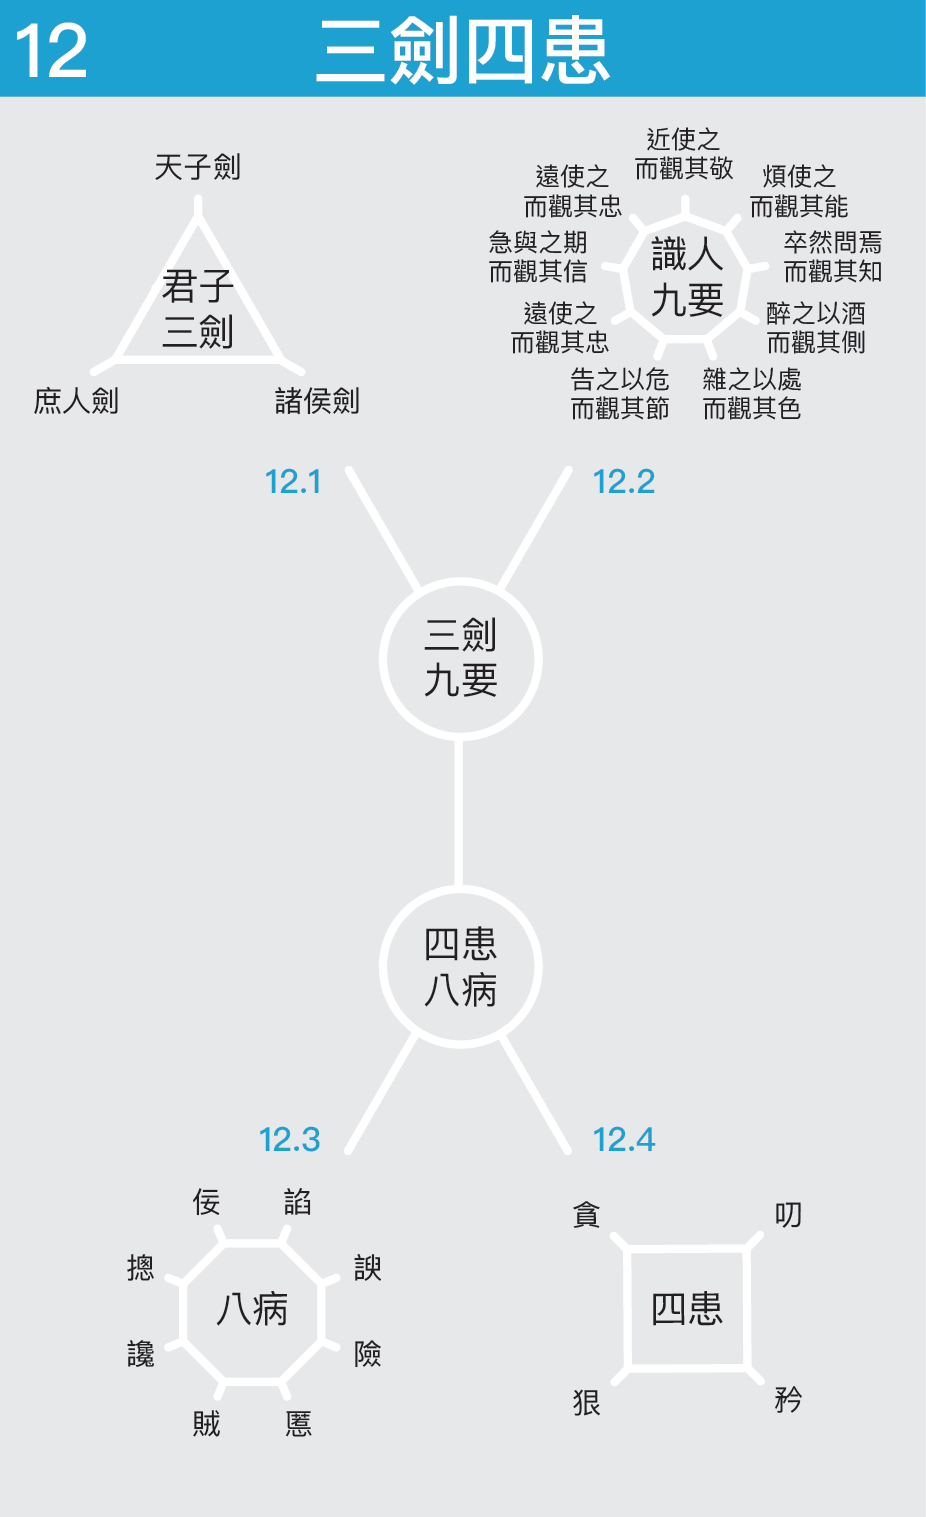 12
三劍四患
天子劍
君子
三劍
庶人劍
諸侯劍
近使之
而觀其敬
遠使之
而觀其忠
煩使之
而觀其能
急與之期
而觀其信
識人
九要
卒然問焉
而觀其知
遠使之
而觀其忠
醉之以酒
而觀其側
告之以危
而觀其節
雜之以處
而觀其色
12.1
12.2
三劍
九要
四患
八病
12.3
12.4
佞
諂
摠
諛
八病
讒
險
賊
慝
貪
叨
四患
狠
矜